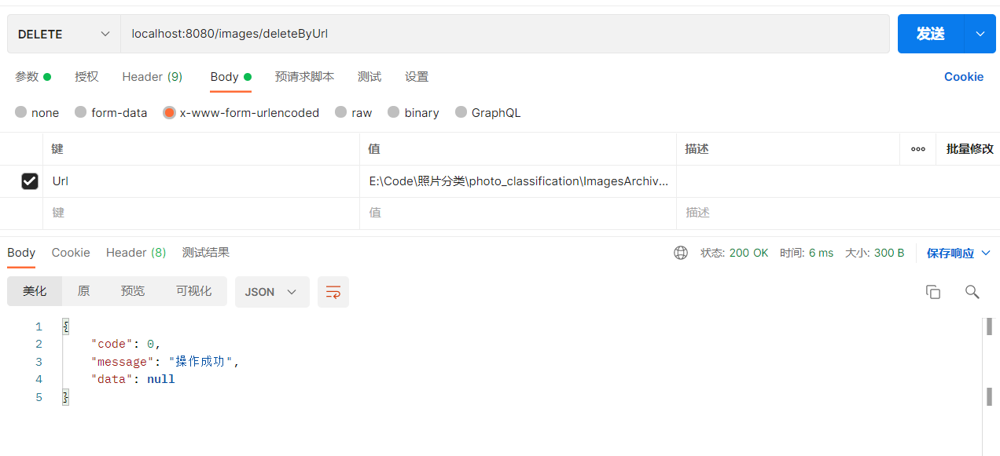 DELETE localhost:8080/images/deleteByUrl 发送
参数 授权 Header (9) Body 预请求脚本 测试 设置 Cookie
none form-data x-www-form-urlencoded raw binary GraphQL
键 值 描述 ooo 批量修改
Url E:\Code\照片分类\photo_classification\ImagesArchiv...
键 值 描述
Body Cookie Header (8) 测试结果 状态: 200 OK 时间: 6 ms 大小: 300 B 保存响应
美化 原 预览 可视化 JSON
1 {
2 "code": 0,
3 "message": "操作成功",
4 "data": null
5 }